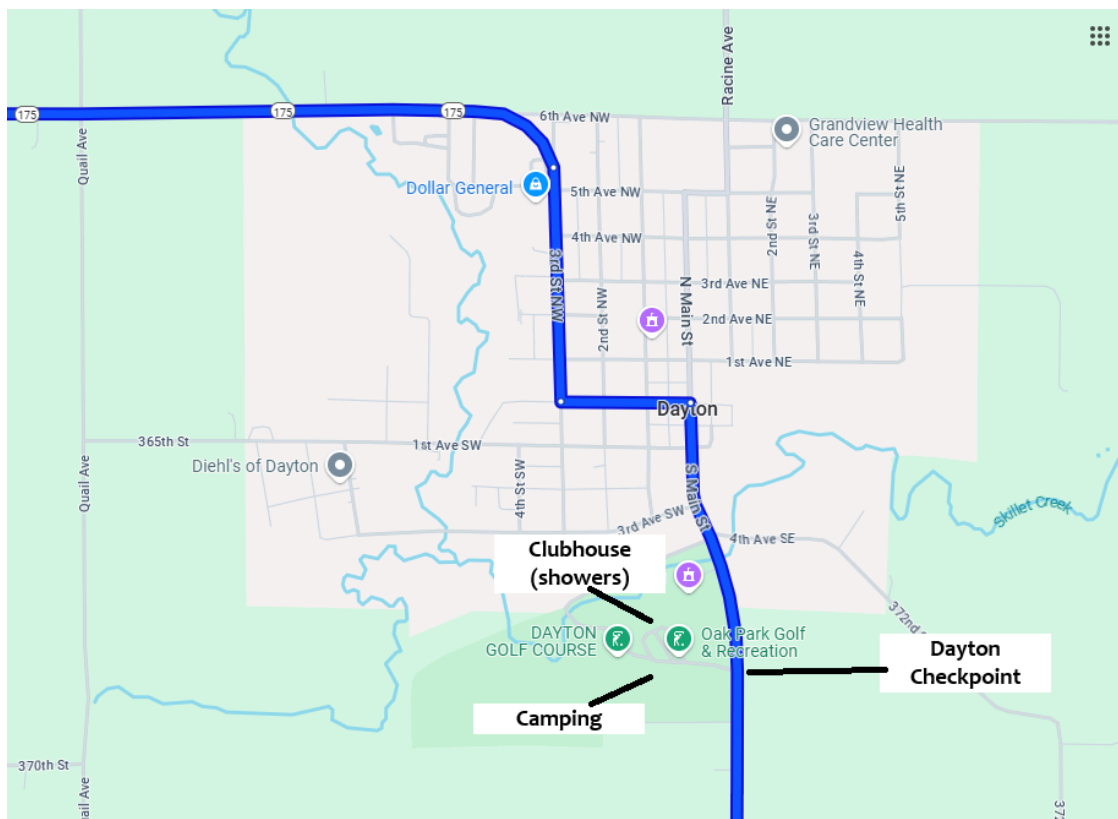 Racine Ave
175
175
175
6th Ave NW
Grandview Health
Care Center
Quail Ave
Dollar General
5th Ave NW
2nd St NE
3rd St NE
5th St NE
4th Ave NW
3rd St NW
4th St NE
3rd Ave NE
N Main St
2nd St NW
2nd Ave NE
1st Ave NE
Dayton
365th St
1st Ave SW
Diehl's of Dayton
4th St SW
S Main St
Quail Ave
Skillet Creek
3rd Ave SW
4th Ave SE
Clubhouse
(showers)
372nd
DAYTON
GOLF COURSE
Oak Park Golf
& Recreation
Dayton
Checkpoint
Camping
370th St
Quail Ave
372